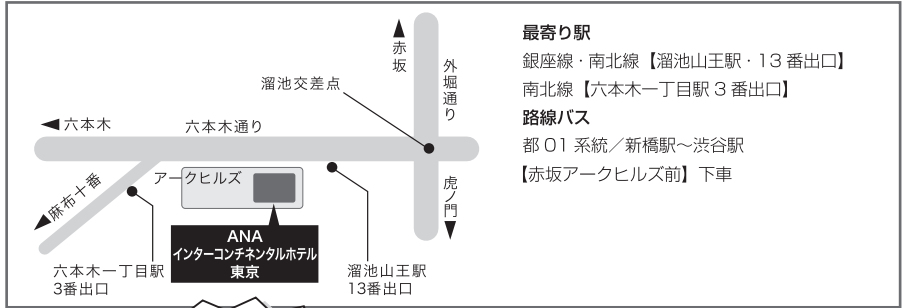 赤坂
外堀通り
溜池交差点
六本木
六本木通り
麻布十番
アークヒルズ
虎ノ門
ANA
インターコンチネンタルホテル
東京
六本木一丁目駅
3番出口
溜池山王駅
13番出口
最寄り駅
銀座線・南北線【溜池山王駅・13番出口】
南北線【六本木一丁目駅3番出口】
路線バス
都01系統／新橋駅〜渋谷駅
【赤坂アークヒルズ前】下車